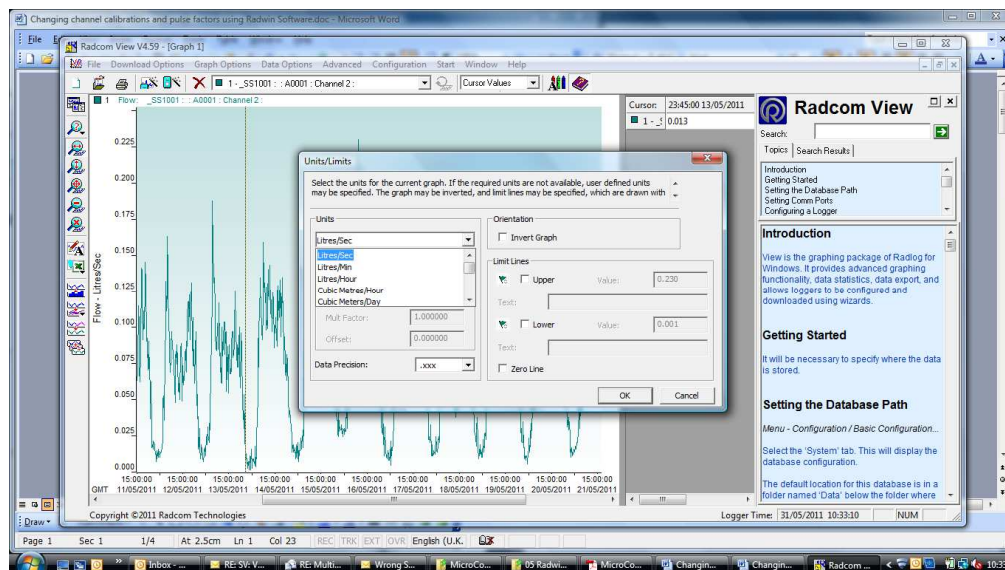 Changing channel calibrations and pulse factors using Radwin Software.doc - Microsoft Word
File
Radcom View V4.59 - [Graph 1]
File Download Options Graph Options Data Options Advanced Configuration Start Window Help
1 - _SS1001 : : A0001 : Channel 2 :
Cursor Values
1 Flow: _SS1001 : : A0001 : Channel 2 :
Flow - Litres/Sec
0.225
0.200
0.175
0.150
0.125
0.100
0.075
0.050
0.025
0.000
15:00:00 15:00:00 15:00:00 15:00:00 15:00:00 15:00:00 15:00:00 15:00:00 15:00:00 15:00:00 15:00:00
GMT 11/05/2011 12/05/2011 13/05/2011 14/05/2011 15/05/2011 16/05/2011 17/05/2011 18/05/2011 19/05/2011 20/05/2011 21/05/2011
Cursor: 23:45:00 13/05/2011
1 - _S 0.013
Units/Limits
Select the units for the current graph. If the required units are not available, user defined units
may be specified. The graph may be inverted, and limit lines may be specified, which are drawn with
Units
Litres/Sec
Litres/Sec
Litres/Min
Litres/Hour
Cubic Metres/Hour
Cubic Meters/Day
Mult Factor: 1.000000
Offset: 0.000000
Data Precision: .xxx
Orientation
Invert Graph
Limit Lines
Upper Value: 0.230
Text:
Lower Value: 0.001
Text:
Zero Line
OK Cancel
Radcom View
Search:
Topics Search Results
Introduction
Getting Started
Setting the Database Path
Setting Comm Ports
Configuring a Logger
Introduction
View is the graphing package of Radlog for
Windows. It provides advanced graphing
functionality, data statistics, data export, and
allows loggers to be configured and
downloaded using wizards.
Getting Started
It will be necessary to specify where the data
is stored.
Setting the Database Path
Menu - Configuration / Basic Configuration...
Select the 'System' tab. This will display the
database configuration.
The default location for this database is in a
folder named 'Data' below the folder where
Copyright ©2011 Radcom Technologies
Logger Time: 31/05/2011 10:33:10 NUM
Draw
Page 1 Sec 1 1/4 At 2.5cm Ln 1 Col 23 REC TRK EXT OVR English (U.K.
Inbox - ... RE: SV: V... RE: Multi... Wrong S... MicroCo... 05 Radwi... MicroCo... Changin... Changin... Radcom ... 10:3